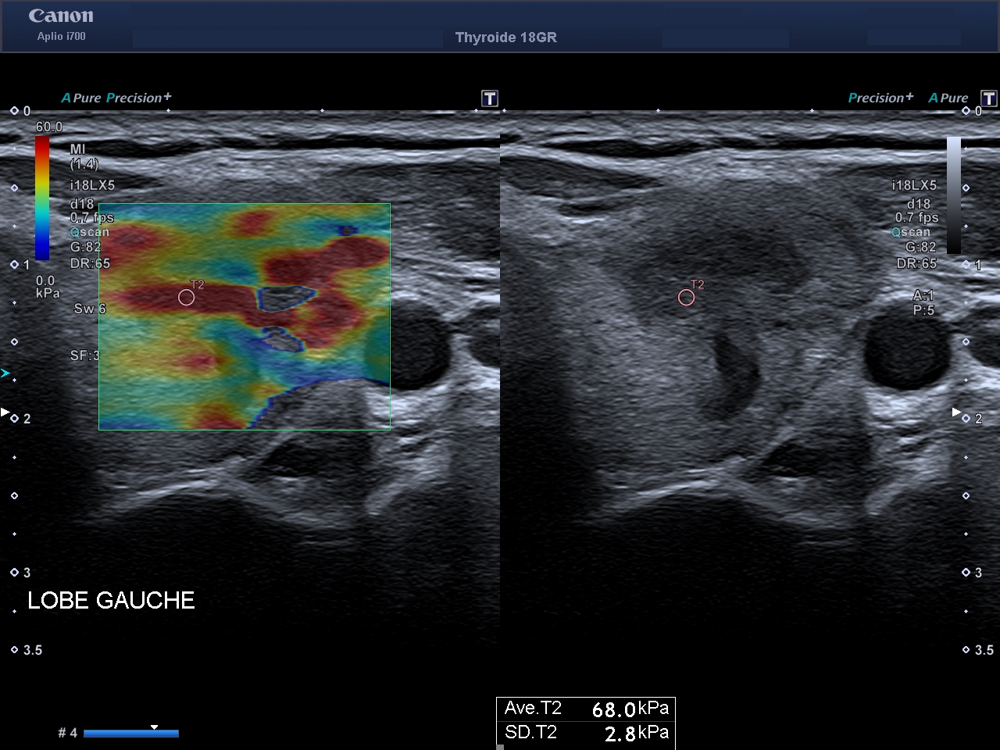 Canon
Aplio i700
Thyroide 18GR
A Pure Precision+
T
Precision+ A Pure
T
0
60.0
MI
(1.4)
i18LX5
d18
0.7 fps
Qscan
G:82
DR:65
1
0.0
kPa
Sw 6
SF:3
T2
2
3
LOBE GAUCHE
3.5
# 4
0
i18LX5
d18
0.7 fps
Qscan
G:82
DR:65
1
T2
A:1
P:5
2
3
3.5
Ave.T2 68.0kPa
SD.T2 2.8kPa